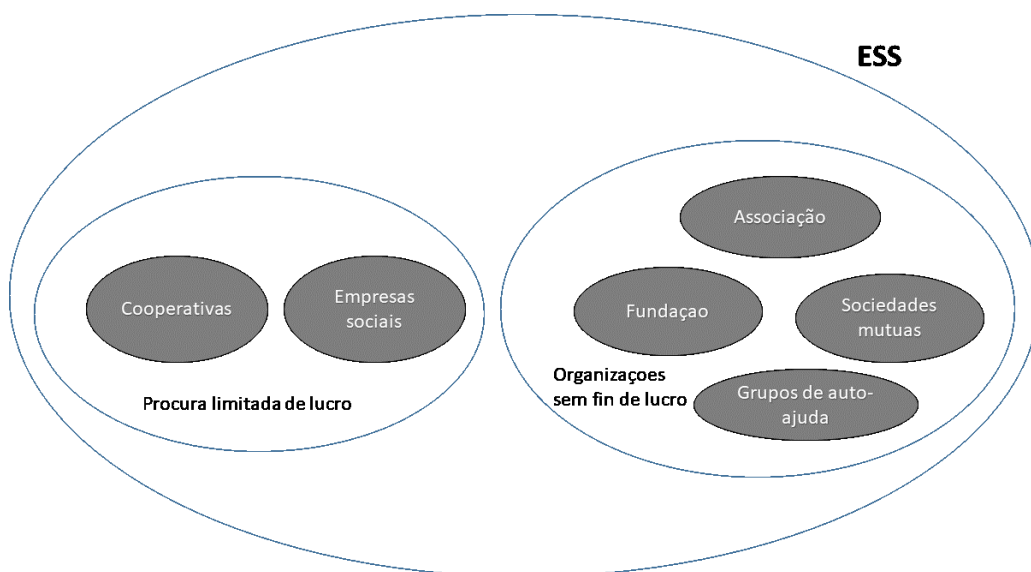 ESS
Cooperativas
Empresas
sociais
Procura limitada de lucro
Associação
Fundaçao
Sociedades
mutuas
Organizaçoes
sem fin de lucro
Grupos de auto-
ajuda